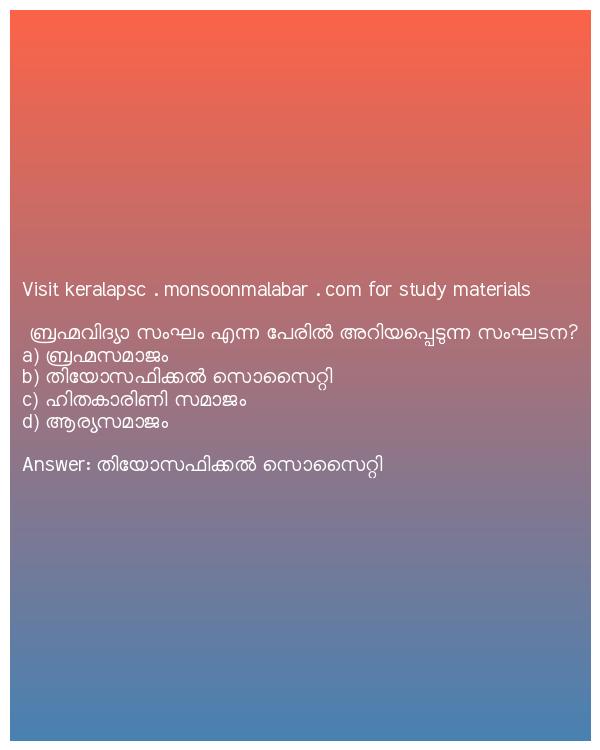 Visit keralapsc . monsoonmalabar . com for study materials
ബ്രഹ്മവിദ്യാ സംഘം എന്ന പേരിൽ അറിയപ്പെടുന്ന സംഘടന?
a) ബ്രഹ്മസമാജം
b) തിയോസഫിക്കൽ സൊസൈറ്റി
c) ഹിതകാരിണി സമാജം
d) ആര്യസമാജം
Answer: തിയോസഫിക്കൽ സൊസൈറ്റി